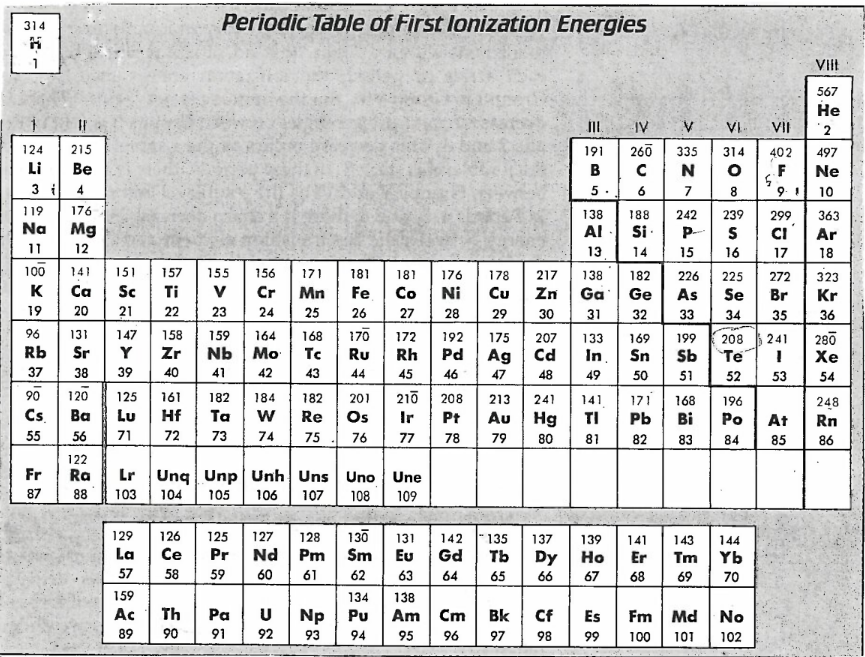 Periodic Table of First Ionization Energies
314
H
1
VIII
567
He
2
I II III IV V VI VII
124 215 191 260̅ 335 314 402 497
Li Be B C N O F Ne
3 4 5 6 7 8 9 10
119 176 138 188 242 239 299 363
Na Mg Al Si P S Cl Ar
11 12 13 14 15 16 17 18
100̅ 141 151 157 155 156 171 181 181 176 178 217 138 182 226 225 272 323
K Ca Sc Ti V Cr Mn Fe Co Ni Cu Zn Ga Ge As Se Br Kr
19 20 21 22 23 24 25 26 27 28 29 30 31 32 33 34 35 36
96 131 147 158 159 164 168 170̅ 172 192 175 207 133 169 199 208 241 280̅
Rb Sr Y Zr Nb Mo Tc Ru Rh Pd Ag Cd In Sn Sb Te I Xe
37 38 39 40 41 42 43 44 45 46 47 48 49 50 51 52 53 54
90̅ 120̅ 125 161 182 184 182 201 210̅ 208 213 241 141 171 168 196 248
Cs Ba Lu Hf Ta W Re Os Ir Pt Au Hg Tl Pb Bi Po At Rn
55 56 71 72 73 74 75 76 77 78 79 80 81 82 83 84 85 86
122
Fr Ra Lr Unq Unp Unh Uns Uno Une
87 88 103 104 105 106 107 108 109
129 126 125 127 128 130̅ 131 142 135 137 139 141 143 144
La Ce Pr Nd Pm Sm Eu Gd Tb Dy Ho Er Tm Yb
57 58 59 60 61 62 63 64 65 66 67 68 69 70
159 134 138
Ac Th Pa U Np Pu Am Cm Bk Cf Es Fm Md No
89 90 91 92 93 94 95 96 97 98 99 100 101 102